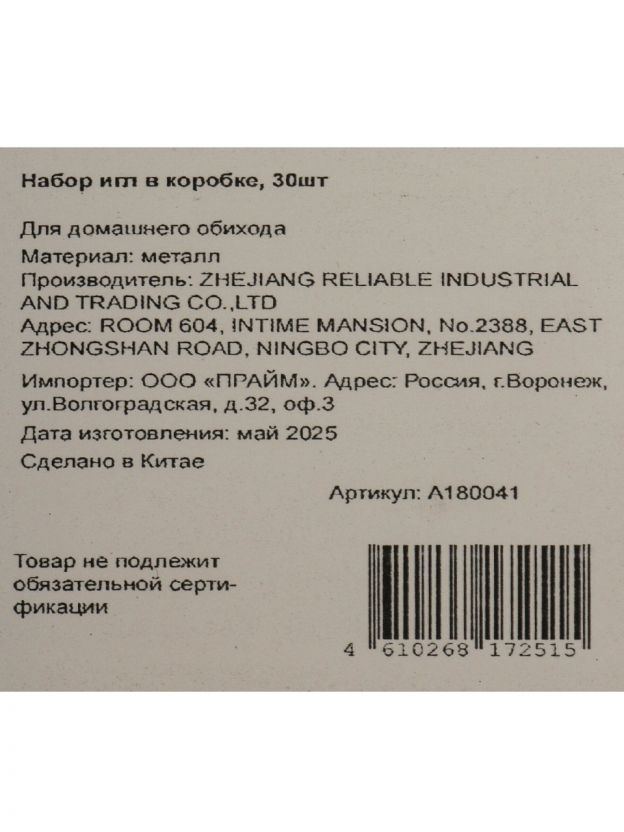 Набор игл в коробке, 30шт
Для домашнего обихода
Материал: металл
Производитель: ZHEJIANG RELIABLE INDUSTRIAL
AND TRADING CO.,LTD
Адрес: ROOM 604, INTIME MANSION, No.2388, EAST
ZHONGSHAN ROAD, NINGBO CITY, ZHEJIANG
Импортер: ООО «ПРАЙМ». Адрес: Россия, г.Воронеж,
ул.Волгоградская, д.32, оф.3
Дата изготовления: май 2025
Сделано в Китае
Артикул: А180041
Товар не подлежит
обязательной серти-
фикации
4 610268 172515